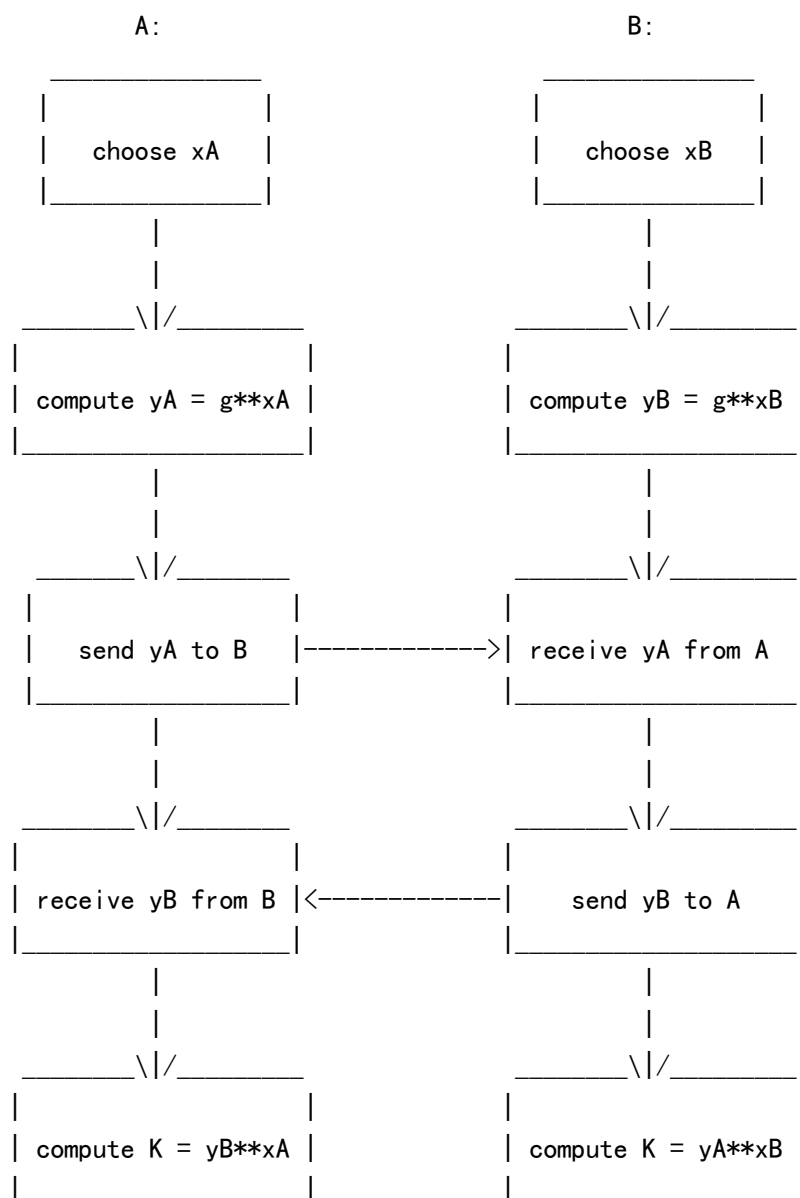 A: B:
choose xA choose xB
compute yA = g**xA compute yB = g**xB
send yA to B receive yA from A
receive yB from B send yB to A
compute K = yB**xA compute K = yA**xB